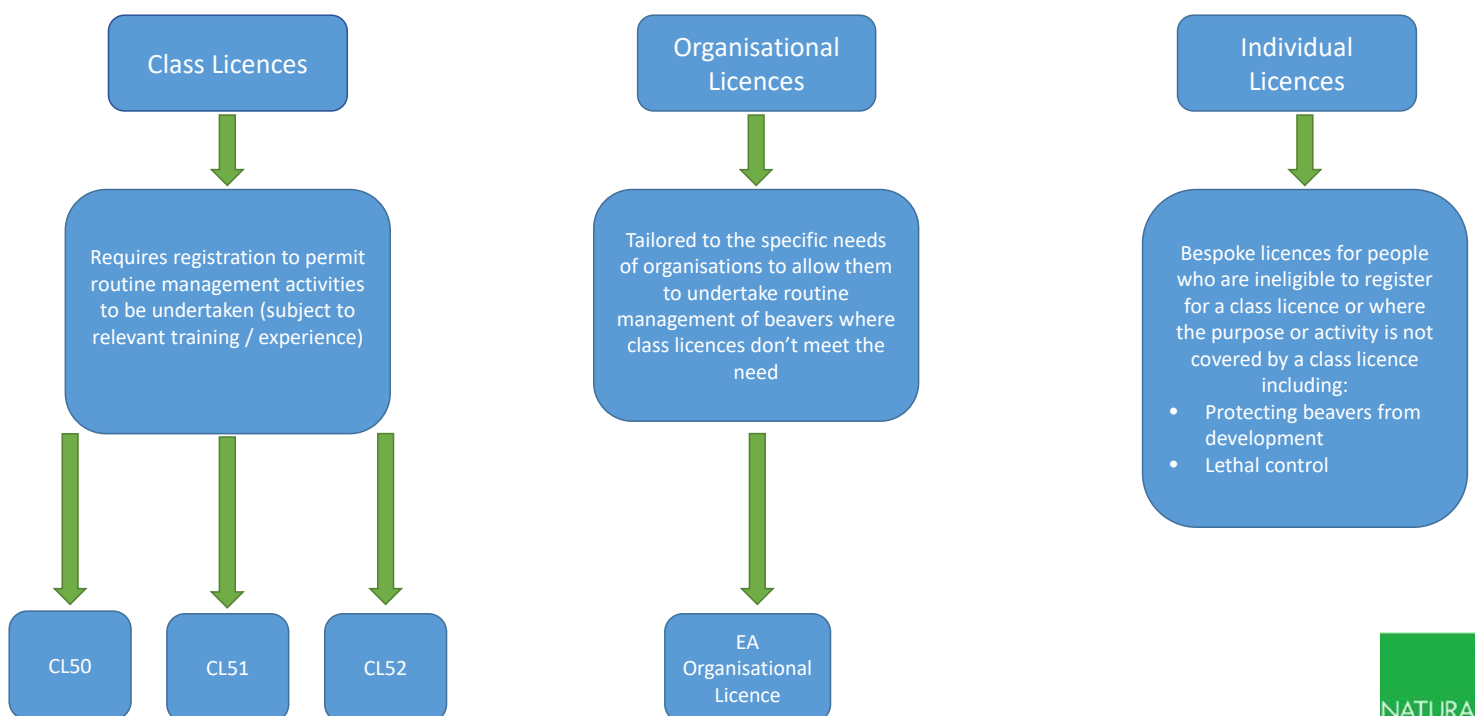 Class Licences
Organisational
Licences
Individual
Licences
Requires registration to permit
routine management activities
to be undertaken (subject to
relevant training / experience)
Tailored to the specific needs
of organisations to allow them
to undertake routine
management of beavers where
class licences don’t meet the
need
Bespoke licences for people
who are ineligible to register
for a class licence or where
the purpose or activity is not
covered by a class licence
including:
• Protecting beavers from
development
• Lethal control
CL50
CL51
CL52
EA
Organisational
Licence
NATURA